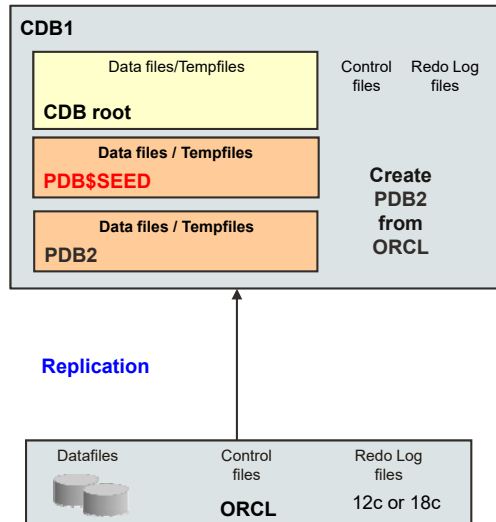 CDB1
Data files/Tempfiles
CDB root
Control
files
Redo Log
files
Data files / Tempfiles
PDB$SEED
Data files / Tempfiles
PDB2
Create
PDB2
from
ORCL
Replication
Datafiles
Control
files
ORCL
Redo Log
files
12c or 18c